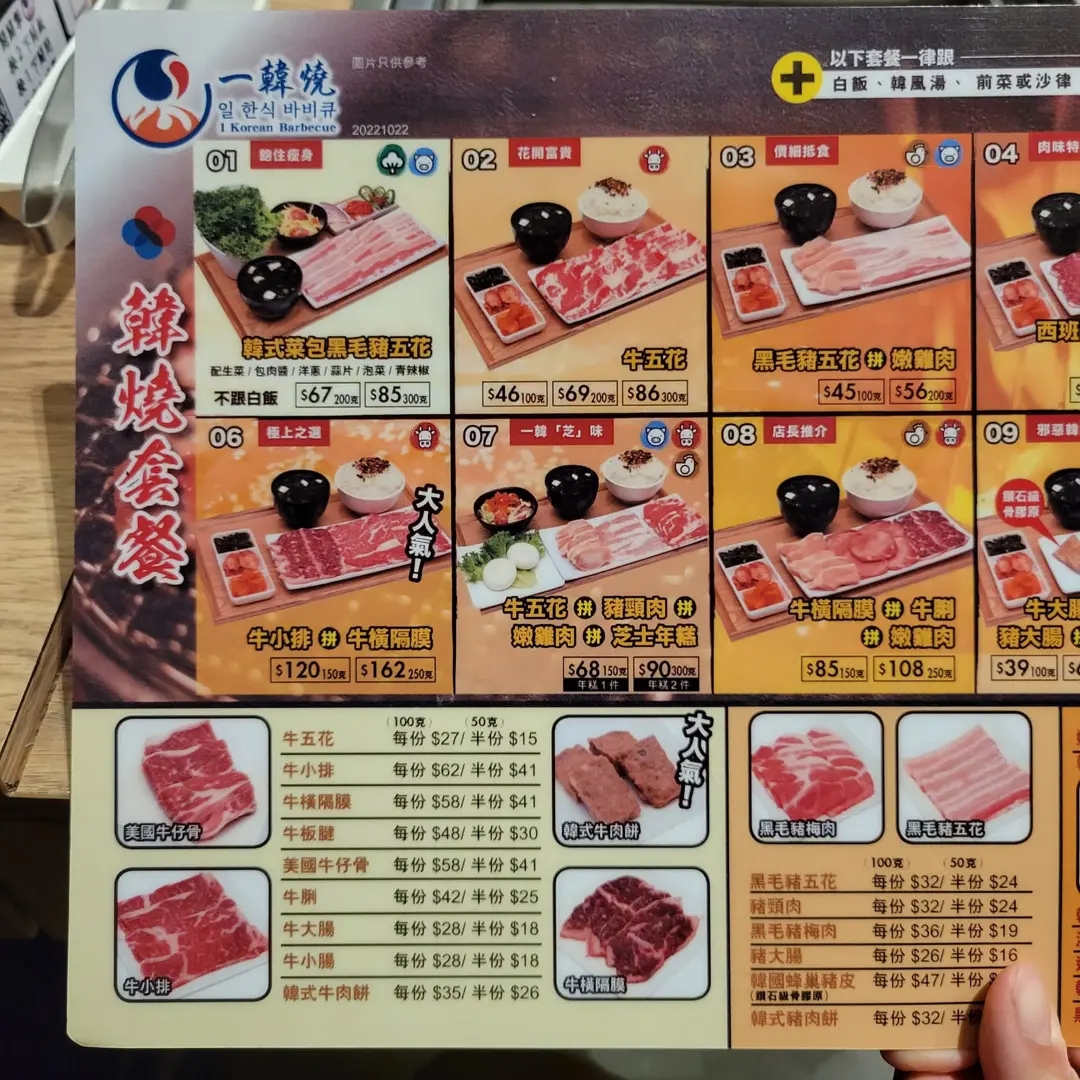 一韓燒
일 한식 바비큐
1 Korean Barbecue
圖片只供參考
20221022
以下套餐一律跟
白飯、韓風湯、前菜或沙律
韓燒套餐
01 飽住瘦身
韓式菜包黑毛豬五花
配生菜/包肉醬/洋蔥/蒜片/泡菜/青辣椒
不跟白飯 $67 200克 $85 300克
02 花開富貴
牛五花
$46 100克 $69 200克 $86 300克
03 價細抵食
黑毛豬五花 拼 嫩雞肉
$45 100克 $56 200克
04 肉味特
西班
06 極上之選
大人氣!
牛小排 拼 牛橫隔膜
$120 150克 $162 250克
07 一韓「芝」味
牛五花 拼 豬頸肉 拼
嫩雞肉 拼 芝士年糕
$68 150克 $90 300克
年糕1件 年糕2件
08 店長推介
牛橫隔膜 拼 牛脷
拼 嫩雞肉
$85 150克 $108 250克
09 邪惡韓
鑽石級
骨膠原
牛大腸
豬大腸 拼
$39 100克
美國牛仔骨
牛小排
(100克) (50克)
牛五花 每份 $27/ 半份 $15
牛小排 每份 $62/ 半份 $41
牛橫隔膜 每份 $58/ 半份 $41
牛板腱 每份 $48/ 半份 $30
美國牛仔骨 每份 $58/ 半份 $41
牛脷 每份 $42/ 半份 $25
牛大腸 每份 $28/ 半份 $18
牛小腸 每份 $28/ 半份 $18
韓式牛肉餅 每份 $35/ 半份 $26
大人氣!
韓式牛肉餅
牛橫隔膜
黑毛豬梅肉
黑毛豬五花
(100克) (50克)
黑毛豬五花 每份 $32/ 半份 $24
豬頸肉 每份 $32/ 半份 $24
黑毛豬梅肉 每份 $36/ 半份 $19
豬大腸 每份 $26/ 半份 $16
韓國蜂巢豬皮 每份 $47/ 半份
(鑽石級骨膠原)
韓式豬肉餅 每份 $32/ 半份